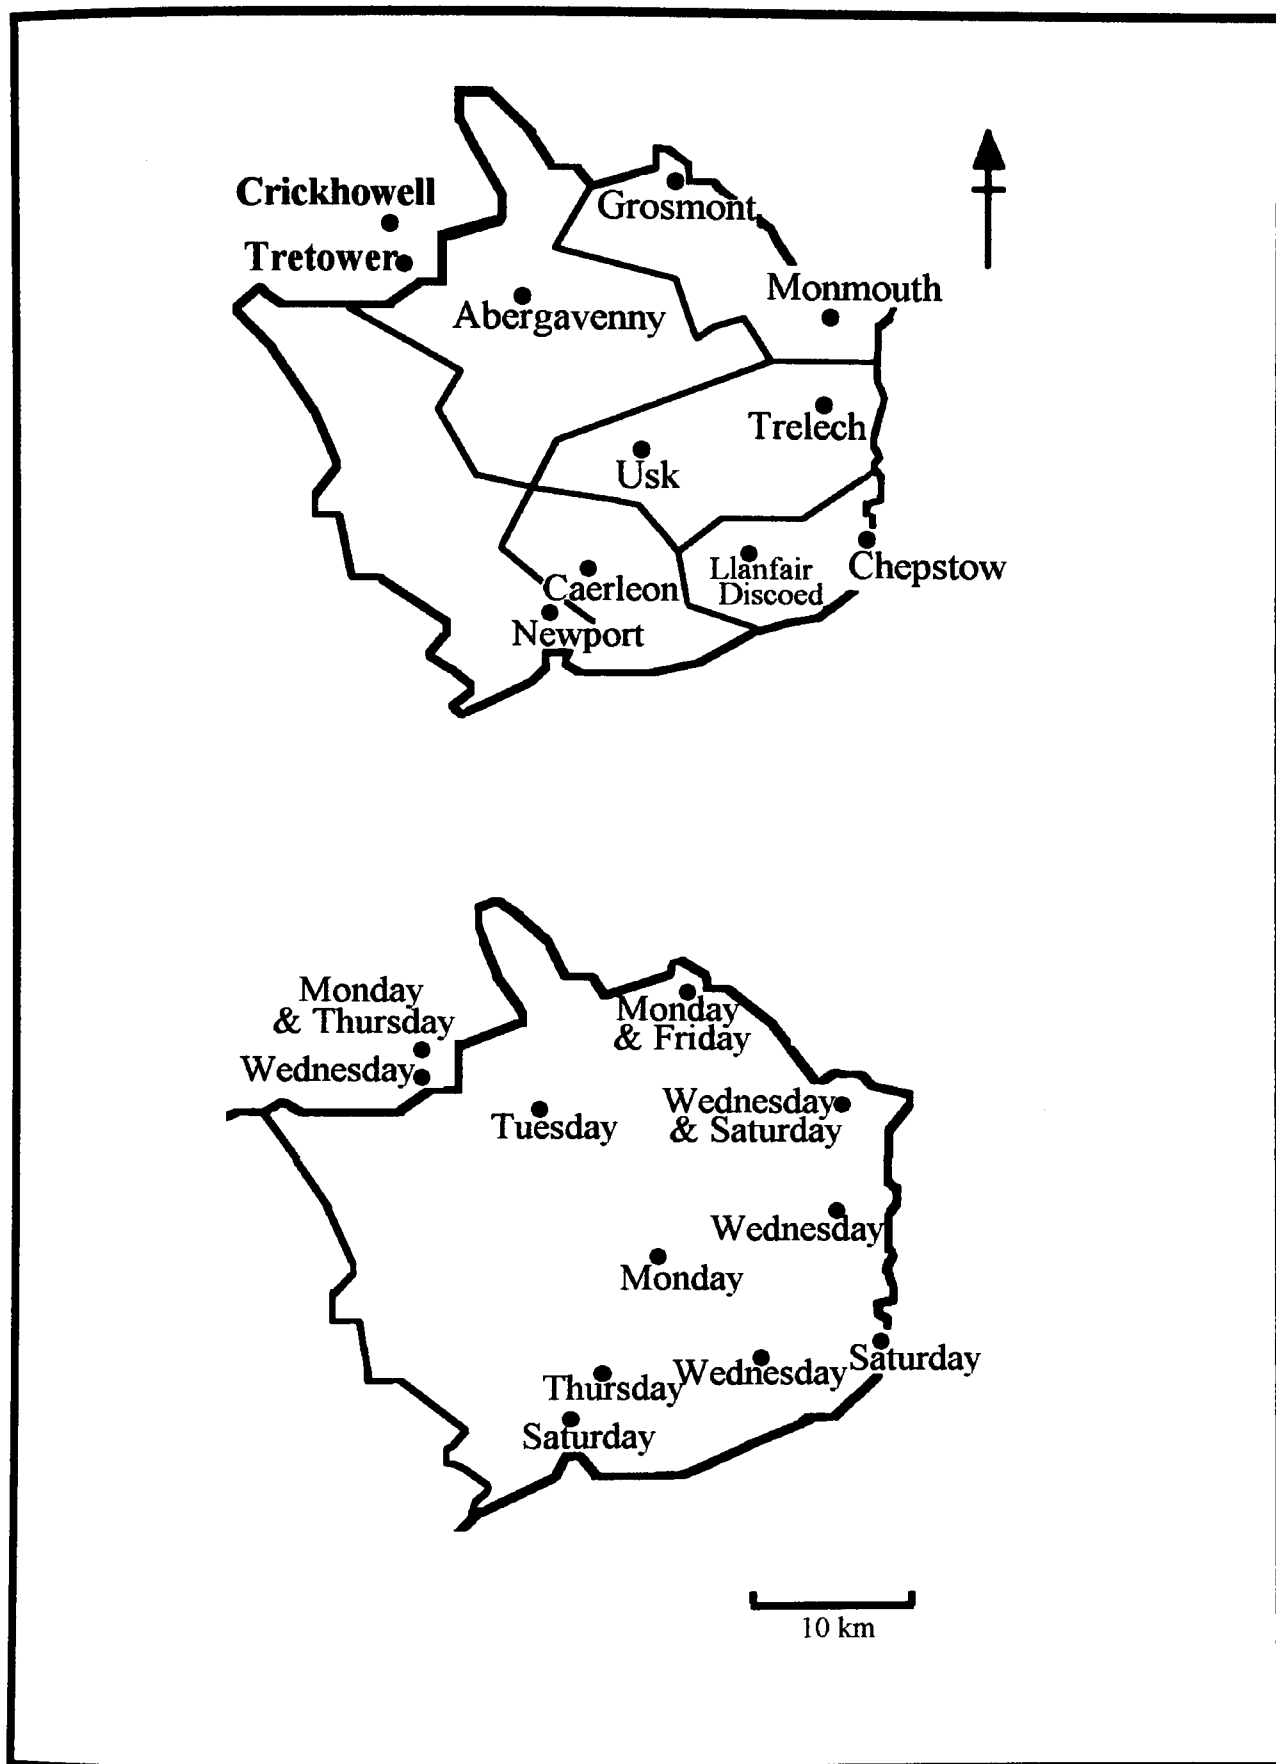 Crickhowell
Tretower
Grosmont
Monmouth
Abergavenny
Trelech
Usk
Llanfair
Discoed
Chepstow
Caerleon
Newport
Monday
& Thursday
Wednesday
Monday
& Friday
Wednesday
& Saturday
Tuesday
Wednesday
Monday
Saturday
Wednesday
Thursday
Saturday
10 km